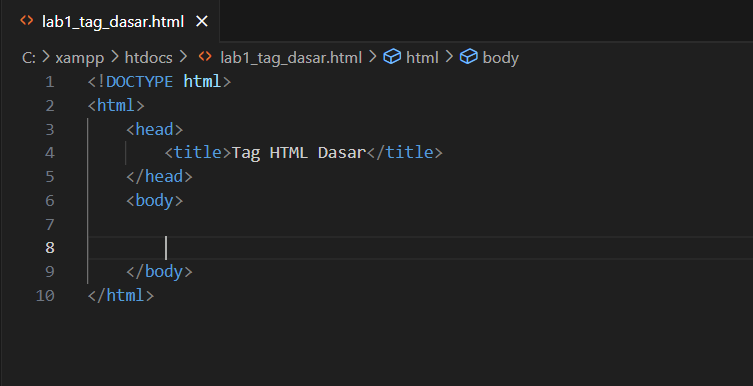 lab1_tag_dasar.html
C: > xampp > htdocs > lab1_tag_dasar.html > html > body
1 <!DOCTYPE html>
2 <html>
3 <head>
4 <title>Tag HTML Dasar</title>
5 </head>
6 <body>
7
8
9 </body>
10 </html>